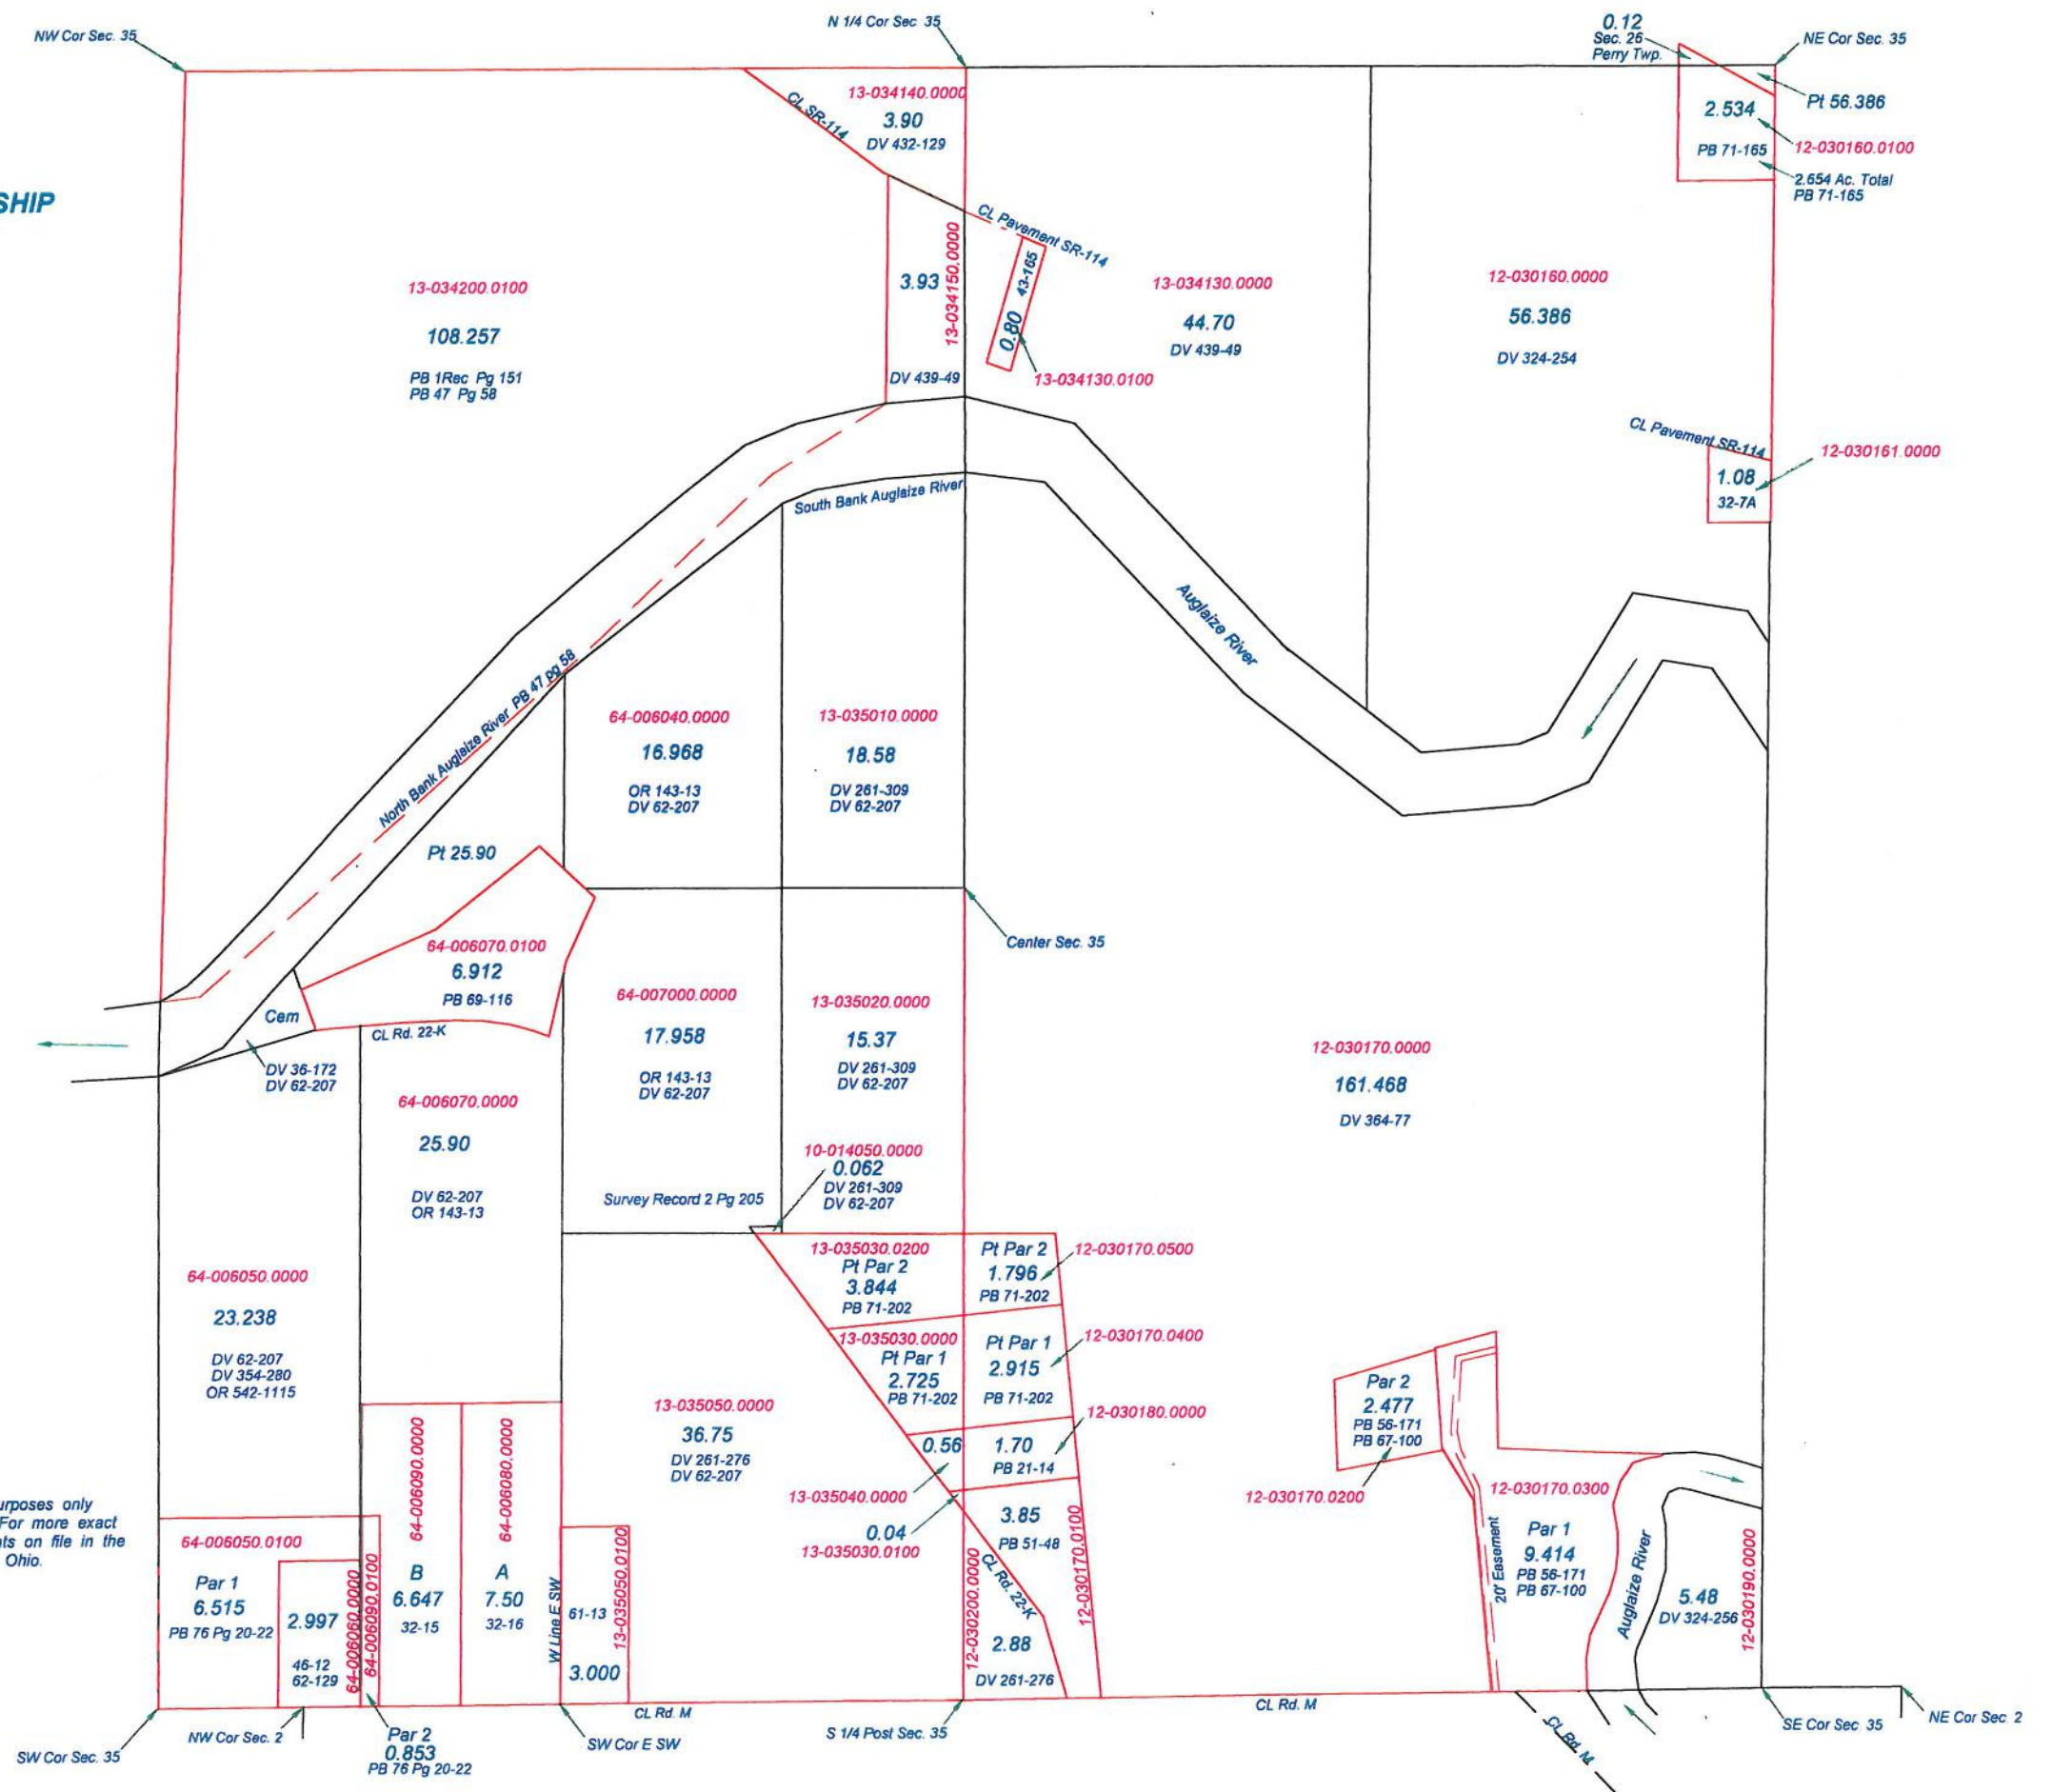 NW Cor Sec. 35
N 1/4 Cor Sec 35
0.12
Sec. 26
Perry Twp.
NE Cor Sec. 35
13-034140.0000
3.90
DV 432-129
CL SR-114
Pt 56.386
2.534
PB 71-165
12-030160.0100
2.654 Ac. Total
PB 71-165
SHIP
CL Pavement SR-114
13-034200.0100
108.257
PB 1Rec Pg 151
PB 47 Pg 58
3.93
13-034150.0000
DV 439-49
0.80 43-165
13-034130.0100
13-034130.0000
44.70
DV 439-49
12-030160.0000
56.386
DV 324-254
CL Pavement SR-114
12-030161.0000
1.08
32-7A
South Bank Auglaize River
Auglaize River
North Bank Auglaize River PB 47 pg 58
64-006040.0000
16.968
OR 143-13
DV 62-207
13-035010.0000
18.58
DV 261-309
DV 62-207
Pt 25.90
64-006070.0100
6.912
PB 69-116
Center Sec. 35
Cem
CL Rd. 22-K
DV 36-172
DV 62-207
64-007000.0000
17.958
OR 143-13
DV 62-207
13-035020.0000
15.37
DV 261-309
DV 62-207
12-030170.0000
161.468
DV 364-77
64-006070.0000
25.90
DV 62-207
OR 143-13
10-014050.0000
0.062
DV 261-309
DV 62-207
Survey Record 2 Pg 205
64-006050.0000
23.238
DV 62-207
DV 354-280
OR 542-1115
13-035030.0200
Pt Par 2
3.844
PB 71-202
Pt Par 2
1.796
PB 71-202
12-030170.0500
13-035030.0000
Pt Par 1
2.725
PB 71-202
Pt Par 1
2.915
PB 71-202
12-030170.0400
13-035050.0000
36.75
DV 261-276
DV 62-207
0.56
1.70
PB 21-14
12-030180.0000
13-035040.0000
0.04
13-035030.0100
3.85
PB 51-48
12-030170.0100
CL Rd. 22-K
12-030200.0000
2.88
DV 261-276
Par 2
2.477
PB 56-171
PB 67-100
12-030170.0200
12-030170.0300
Par 1
9.414
PB 56-171
PB 67-100
20' Easement
Auglaize River
5.48
DV 324-256
12-030190.0000
urposes only
For more exact
nts on file in the
Ohio.
64-006050.0100
Par 1
6.515
PB 76 Pg 20-22
2.997
46-12
62-129
64-006060.0000
64-006090.0100
64-006090.0000
B
6.647
32-15
64-006080.0000
A
7.50
32-16
W Line E SW
61-13
3.000
13-035050.0100
SW Cor Sec. 35
NW Cor Sec. 2
Par 2
0.853
PB 76 Pg 20-22
SW Cor E SW
CL Rd. M
S 1/4 Post Sec. 35
CL Rd. M
CL Rd. M
SE Cor Sec. 35
NE Cor Sec. 2